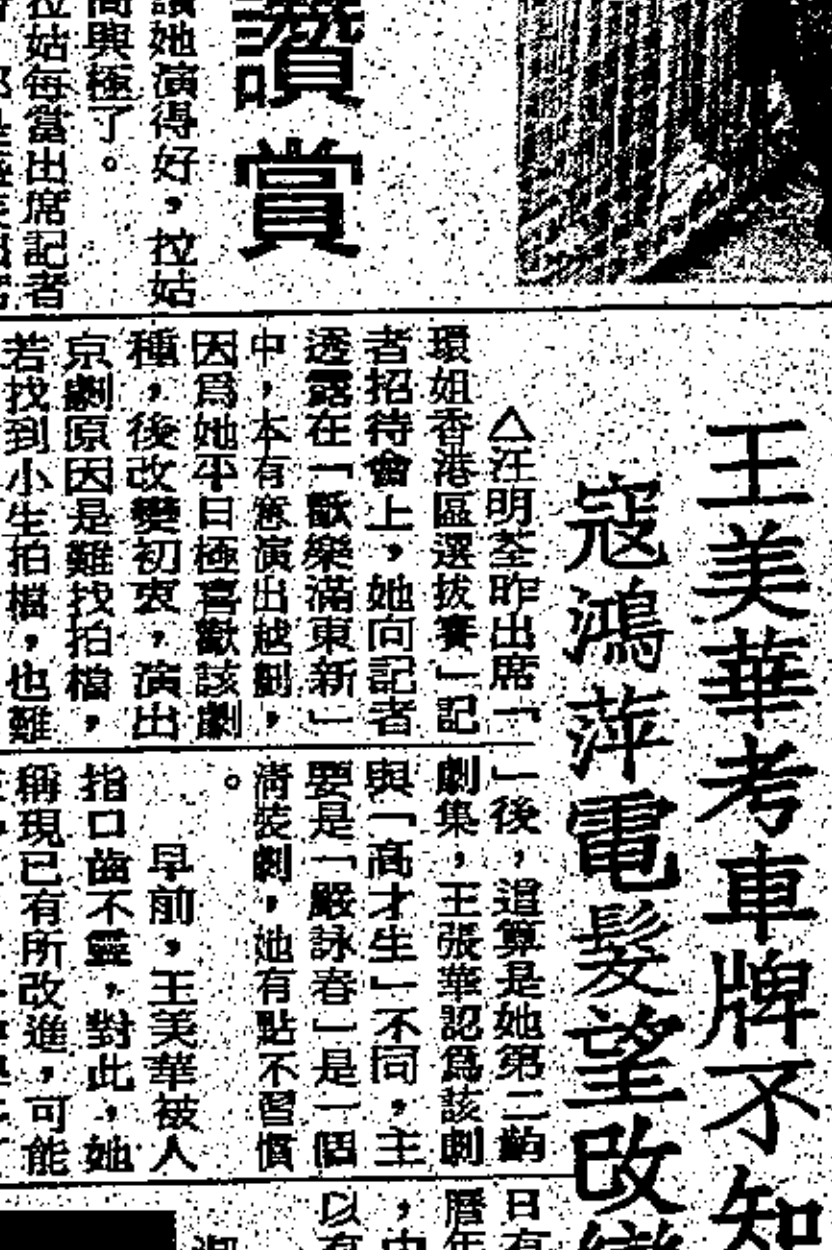 讚賞
讓她演得好，拉姑
高興極了。
拉姑每當出席記者
王美華考車牌不知
寇鴻萍電髮望改變
△汪明荃昨出席「
環姐香港區選拔賽」記
者招待會上，她向記者
透露在「歡樂滿東新」
中，本有意演出越劇，
因爲她平日極喜歡該劇
種，後改變初衷，演出
京劇原因是難找拍檔，
若找到小生拍檔，也難
」後，這算是她第二齣
劇集，王張華認爲該劇
與「高才生」不同，主
要是「嚴詠春」是一個
清裝劇，她有點不習慣
。
早前，王美華被人
指口齒不靈，對此，她
稱現已有所改進，可能
日有
曆年
，中
以有